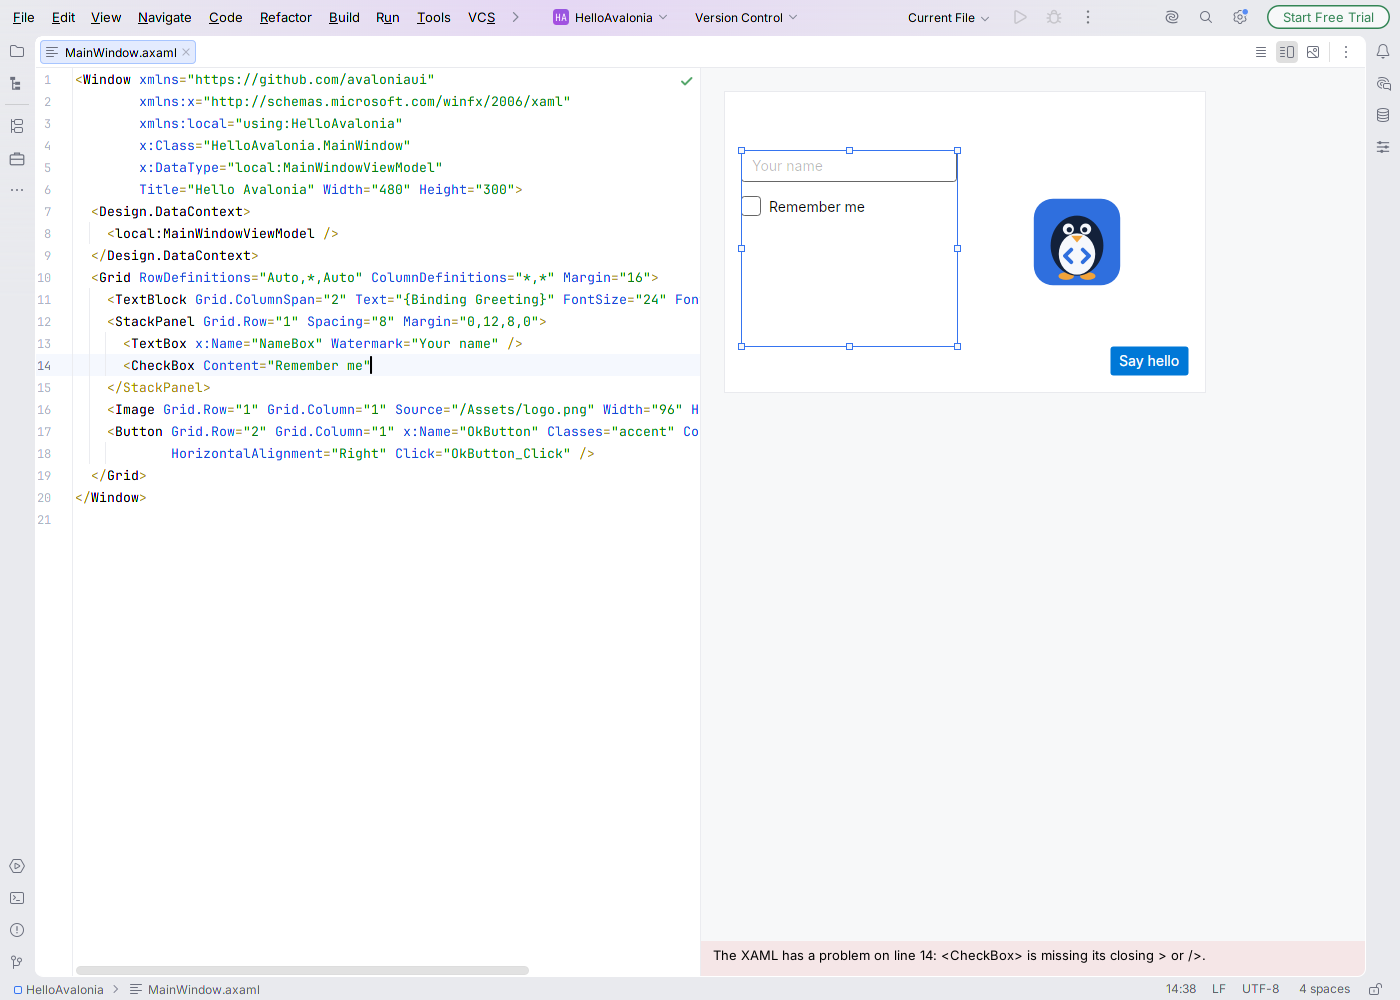 File Edit View Navigate Code Refactor Build Run Tools VCS HA HelloAvalonia Version Control Current File Start Free Trial
MainWindow.axaml
1 <Window xmlns="https://github.com/avaloniaui"
2 xmlns:x="http://schemas.microsoft.com/winfx/2006/xaml"
3 xmlns:local="using:HelloAvalonia"
4 x:Class="HelloAvalonia.MainWindow"
5 x:DataType="local:MainWindowViewModel"
6 Title="Hello Avalonia" Width="480" Height="300">
7 <Design.DataContext>
8 <local:MainWindowViewModel />
9 </Design.DataContext>
10 <Grid RowDefinitions="Auto,*,Auto" ColumnDefinitions="*,*" Margin="16">
11 <TextBlock Grid.ColumnSpan="2" Text="{Binding Greeting}" FontSize="24" Fon
12 <StackPanel Grid.Row="1" Spacing="8" Margin="0,12,8,0">
13 <TextBox x:Name="NameBox" Watermark="Your name" />
14 <CheckBox Content="Remember me"
15 </StackPanel>
16 <Image Grid.Row="1" Grid.Column="1" Source="/Assets/logo.png" Width="96" H
17 <Button Grid.Row="2" Grid.Column="1" x:Name="OkButton" Classes="accent" Co
18 HorizontalAlignment="Right" Click="OkButton_Click" />
19 </Grid>
20 </Window>
21
Your name
Remember me
Say hello
The XAML has a problem on line 14: <CheckBox> is missing its closing > or />.
HelloAvalonia MainWindow.axaml 14:38 LF UTF-8 4 spaces